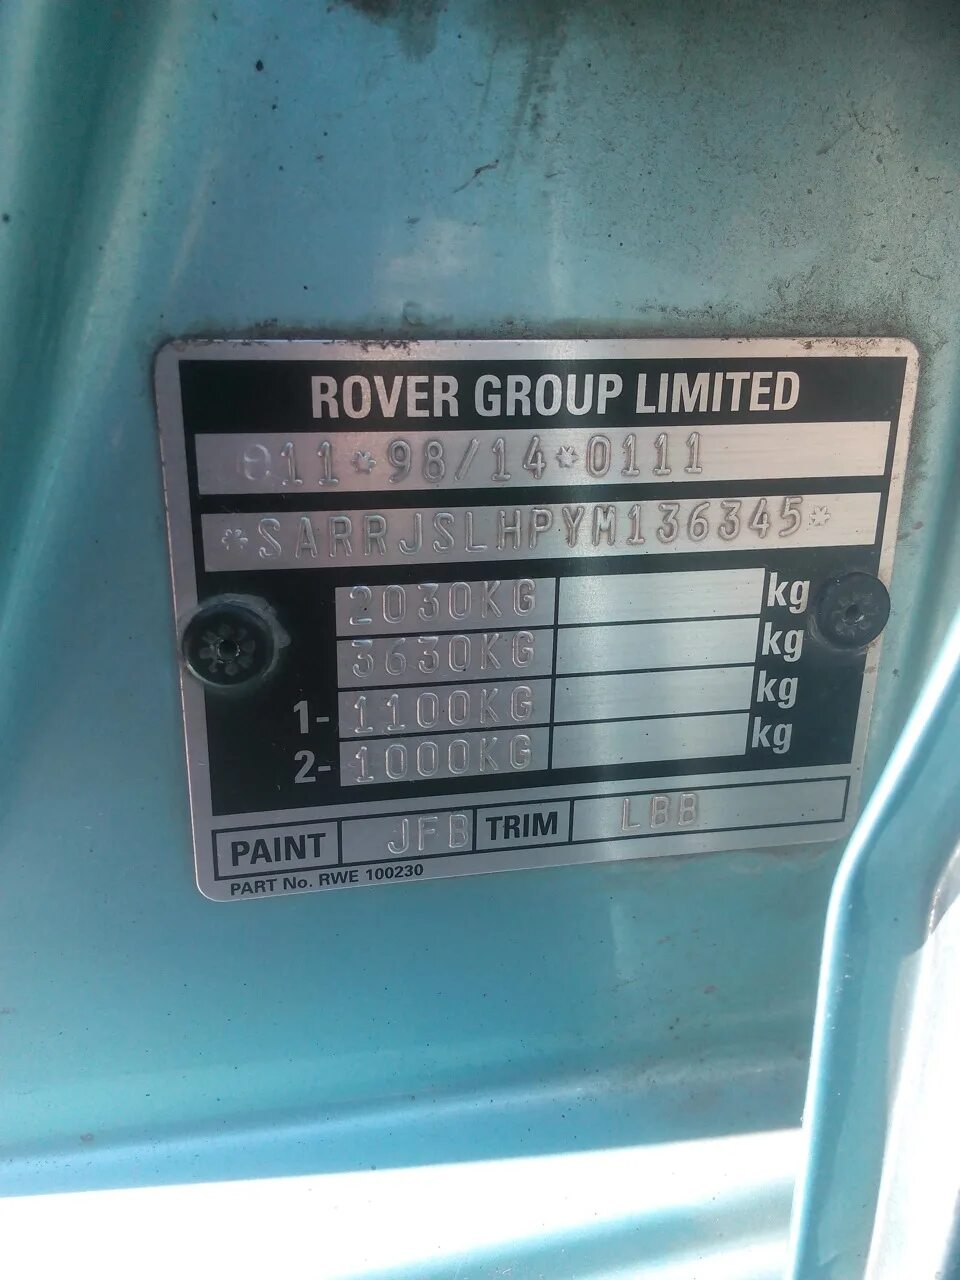 ROVER GROUP LIMITED
e11*98/14*0111
*SARRJSLHPYM136345*
2030KG kg
3630KG kg
1- 1100KG kg
2- 1000KG kg
PAINT JFB TRIM LBB
PART No. RWE 100230